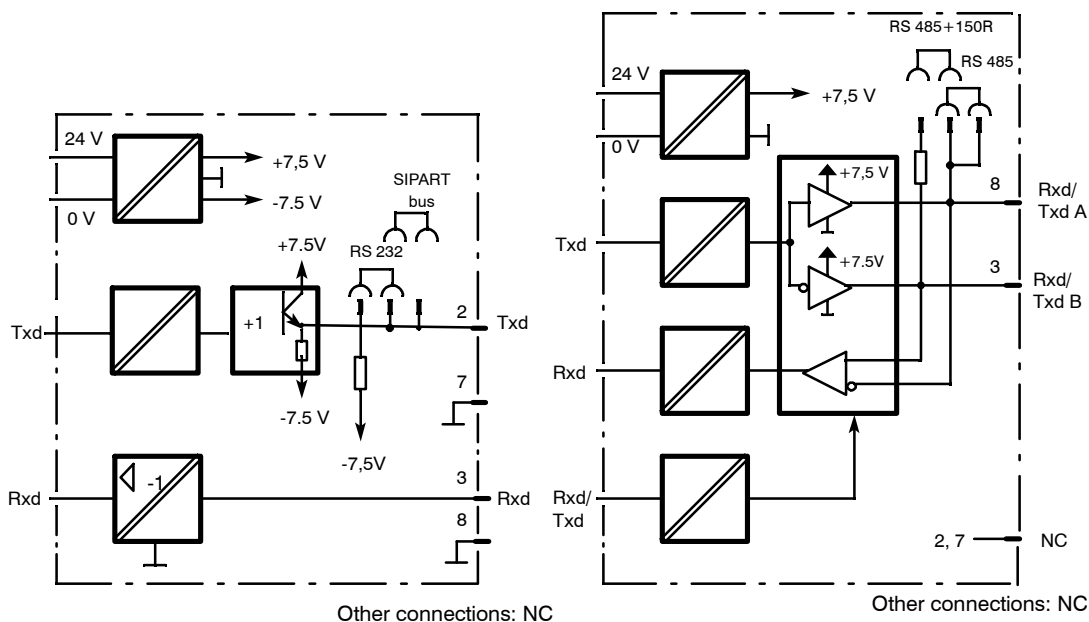 24 V
+7,5 V
0 V
-7.5 V
SIPART
bus
+7.5V
RS 232
Txd
+1
2
Txd
7
-7.5 V
-7,5V
Rxd
-1
3
Rxd
8
Other connections: NC
RS 485+150R
RS 485
24 V
+7,5 V
0 V
+7,5 V
8
Rxd/
Txd A
Txd
+7.5V
3
Rxd/
Txd B
Rxd
Rxd/
Txd
2, 7
NC
Other connections: NC